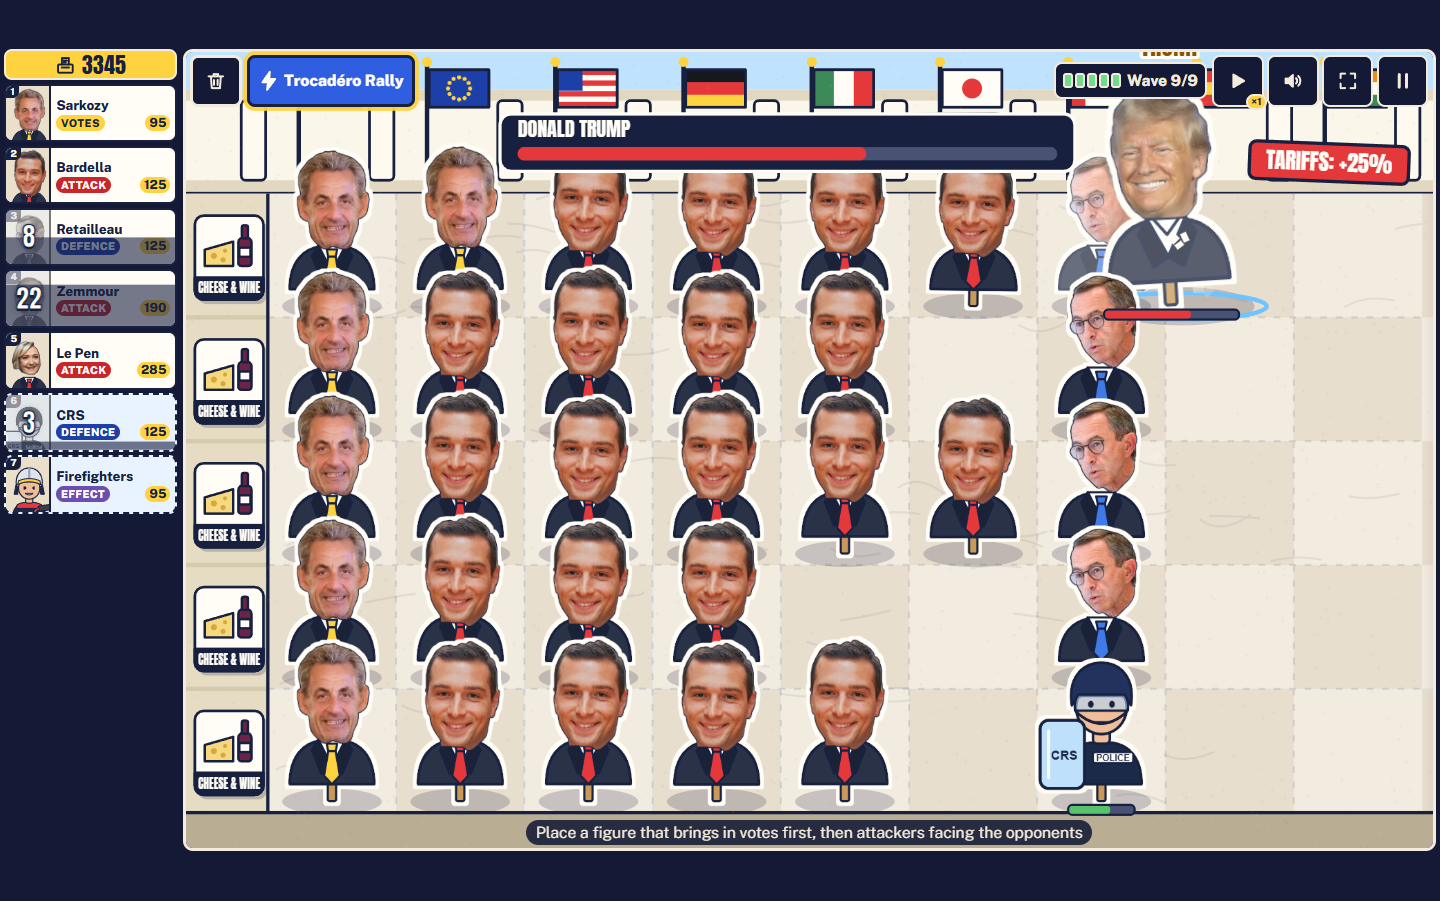 3345
1
Sarkozy
VOTES 95
2
Bardella
ATTACK 125
3
8
Retailleau
DEFENCE 125
4
22
Zemmour
ATTACK 190
5
Le Pen
ATTACK 285
6
3
CRS
DEFENCE 125
7
Firefighters
EFFECT 95
Trocadéro Rally
TRUMP
Wave 9/9
×1
DONALD TRUMP
TARIFFS: +25%
CHEESE & WINE
CHEESE & WINE
CHEESE & WINE
CHEESE & WINE
CHEESE & WINE
CRS
POLICE
Place a figure that brings in votes first, then attackers facing the opponents